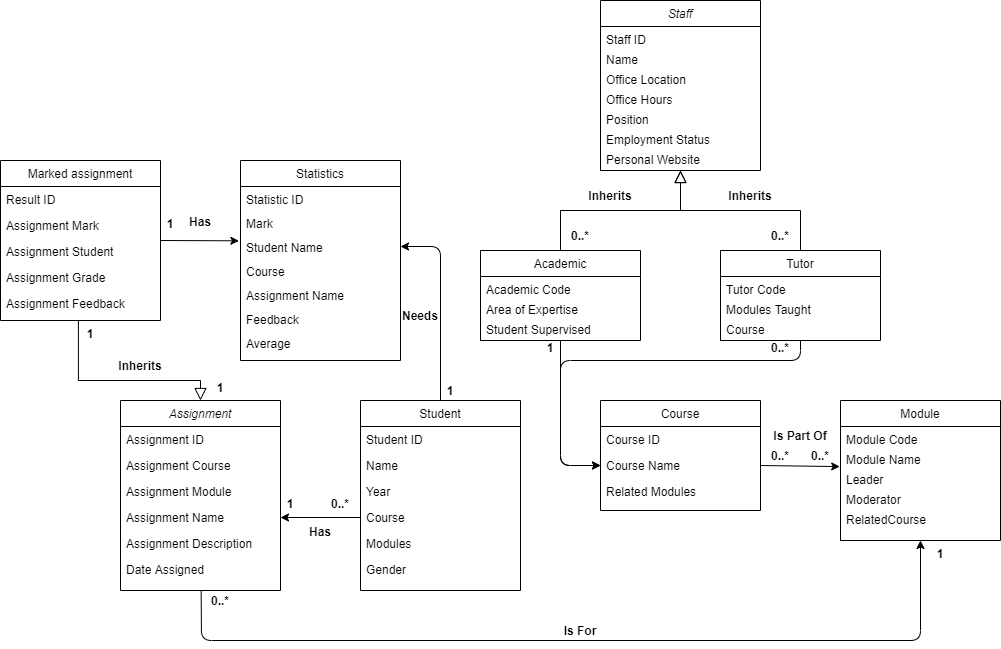 Staff
Staff ID
Name
Office Location
Office Hours
Position
Employment Status
Personal Website
Inherits
Inherits
0..*
0..*
Marked assignment
Result ID
Assignment Mark
Assignment Student
Assignment Grade
Assignment Feedback
1
Has
Statistics
Statistic ID
Mark
Student Name
Course
Assignment Name
Feedback
Average
Needs
1
Academic
Academic Code
Area of Expertise
Student Supervised
1
Tutor
Tutor Code
Modules Taught
Course
0..*
1
Inherits
1
Assignment
Assignment ID
Assignment Course
Assignment Module
Assignment Name
Assignment Description
Date Assigned
0..*
1
0..*
Has
Student
Student ID
Name
Year
Course
Modules
Gender
Course
Course ID
Course Name
Related Modules
Is Part Of
0..*
0..*
Module
Module Code
Module Name
Leader
Moderator
RelatedCourse
1
Is For